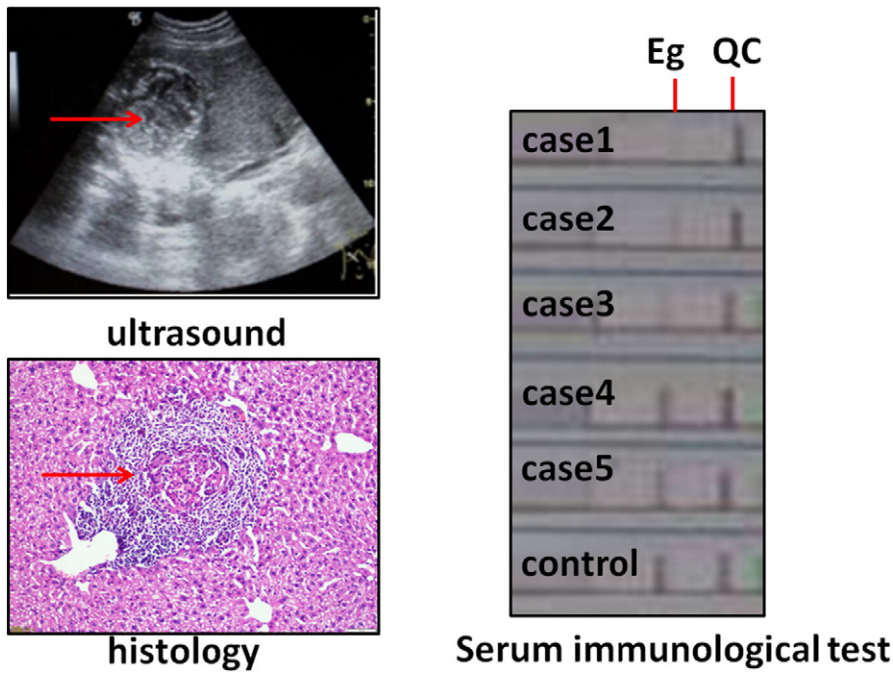 ultrasound
histology
Eg QC
case1
case2
case3
case4
case5
control
Serum immunological test